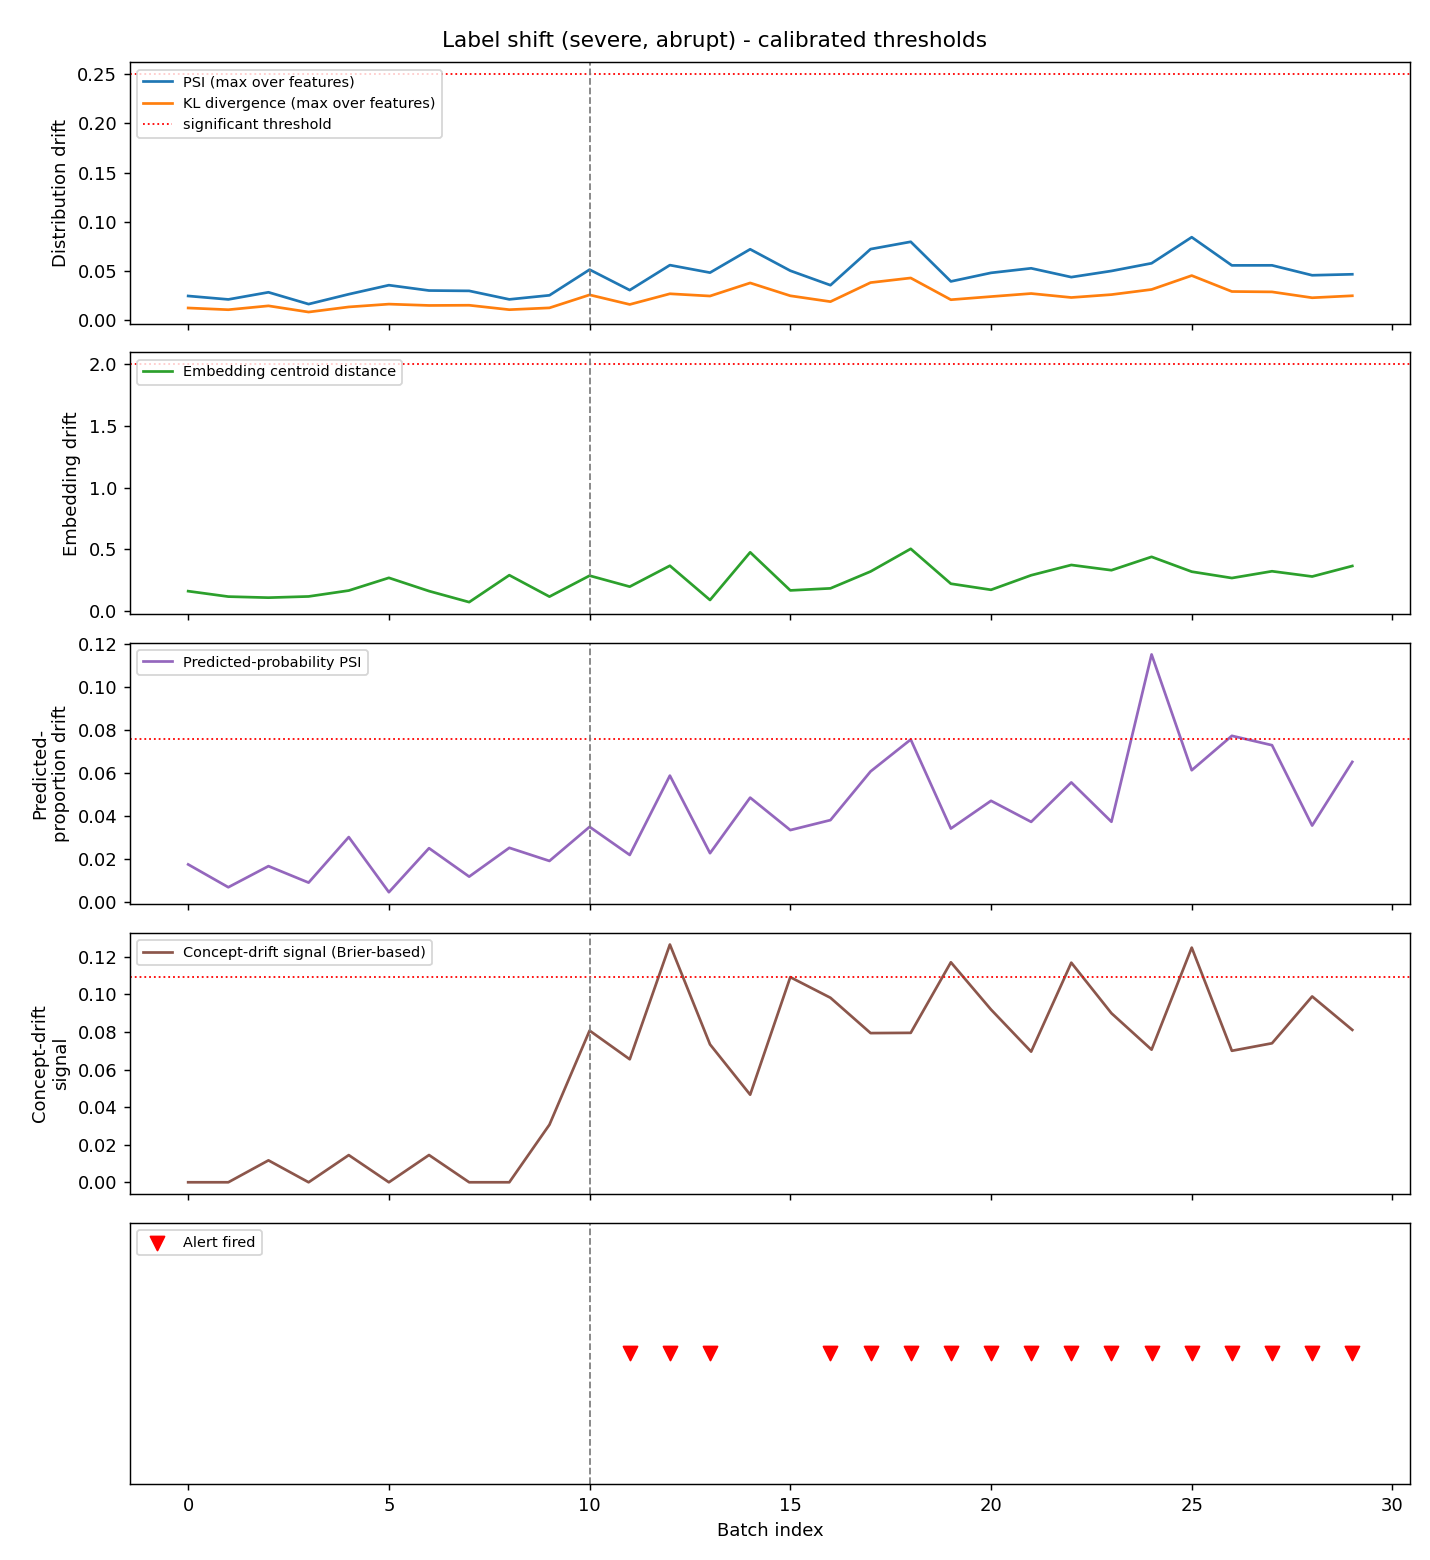 Label shift (severe, abrupt) - calibrated thresholds
Distribution drift
0.25
0.20
0.15
0.10
0.05
0.00
PSI (max over features)
KL divergence (max over features)
significant threshold
Embedding drift
2.0
1.5
1.0
0.5
0.0
Embedding centroid distance
Predicted-
proportion drift
0.12
0.10
0.08
0.06
0.04
0.02
0.00
Predicted-probability PSI
Concept-drift
signal
0.12
0.10
0.08
0.06
0.04
0.02
0.00
Concept-drift signal (Brier-based)
Alert fired
0 5 10 15 20 25 30
Batch index